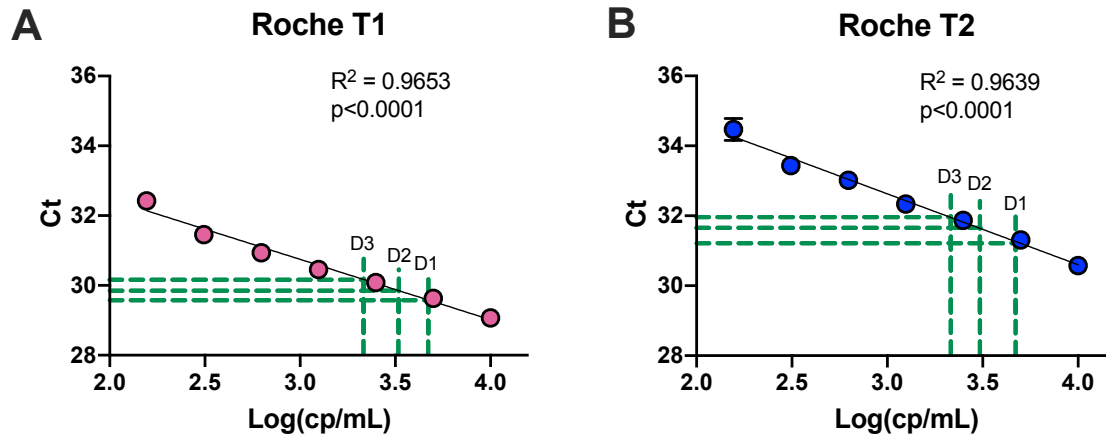 A
Roche T1
R² = 0.9653
p<0.0001
Ct
36
34
32
30
28
D3
D2
D1
2.0 2.5 3.0 3.5 4.0
Log(cp/mL)
B
Roche T2
R² = 0.9639
p<0.0001
Ct
36
34
32
30
28
D3
D2
D1
2.0 2.5 3.0 3.5 4.0
Log(cp/mL)